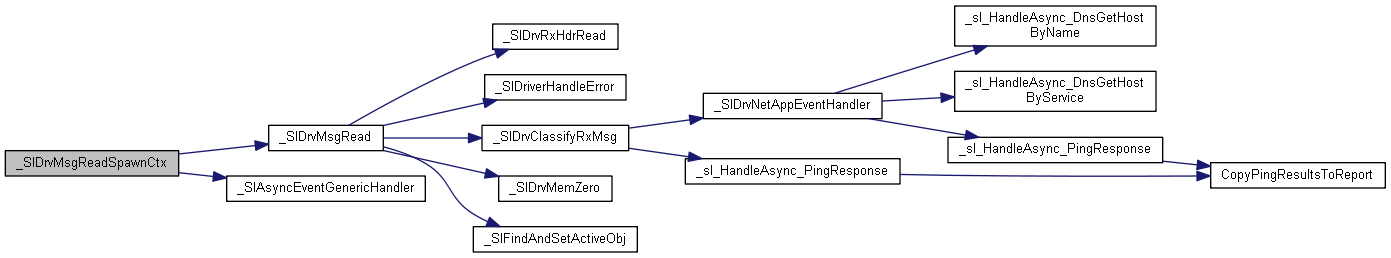 _SlDrvMsgReadSpawnCtx
_SlDrvMsgRead
_SlAsyncEventGenericHandler
_SlDrvRxHdrRead
_SlDriverHandleError
_SlDrvClassifyRxMsg
_SlDrvMemZero
_SlFindAndSetActiveObj
_SlDrvNetAppEventHandler
_sl_HandleAsync_PingResponse
_sl_HandleAsync_DnsGetHost
ByName
_sl_HandleAsync_DnsGetHost
ByService
_sl_HandleAsync_PingResponse
CopyPingResultsToReport